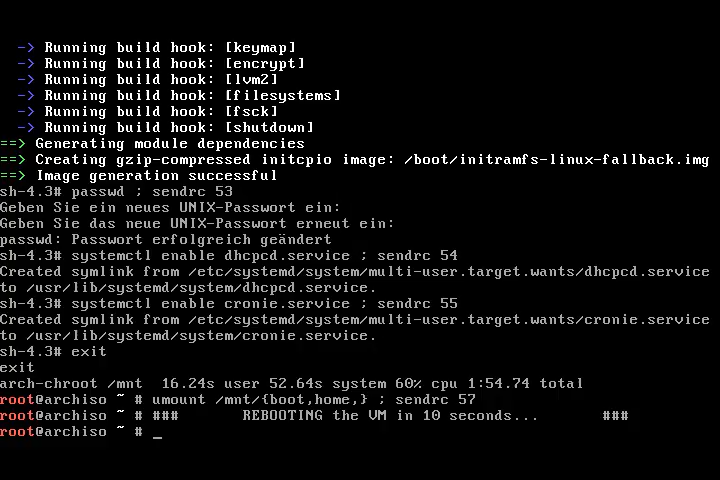 -> Running build hook: [keymap]
-> Running build hook: [encrypt]
-> Running build hook: [lvm2]
-> Running build hook: [filesystems]
-> Running build hook: [fsck]
-> Running build hook: [shutdown]
==> Generating module dependencies
==> Creating gzip-compressed initcpio image: /boot/initramfs-linux-fallback.img
==> Image generation successful
sh-4.3# passwd ; sendrc 53
Geben Sie ein neues UNIX-Passwort ein:
Geben Sie das neue UNIX-Passwort erneut ein:
passwd: Passwort erfolgreich geändert
sh-4.3# systemctl enable dhcpcd.service ; sendrc 54
Created symlink from /etc/systemd/system/multi-user.target.wants/dhcpcd.service
to /usr/lib/systemd/system/dhcpcd.service.
sh-4.3# systemctl enable cronie.service ; sendrc 55
Created symlink from /etc/systemd/system/multi-user.target.wants/cronie.service
to /usr/lib/systemd/system/cronie.service.
sh-4.3# exit
exit
arch-chroot /mnt  16.24s user 52.64s system 60% cpu 1:54.74 total
root@archiso ~ # umount /mnt/{boot,home,} ; sendrc 57
root@archiso ~ # ###       REBOOTING the VM in 10 seconds...       ###
root@archiso ~ # _